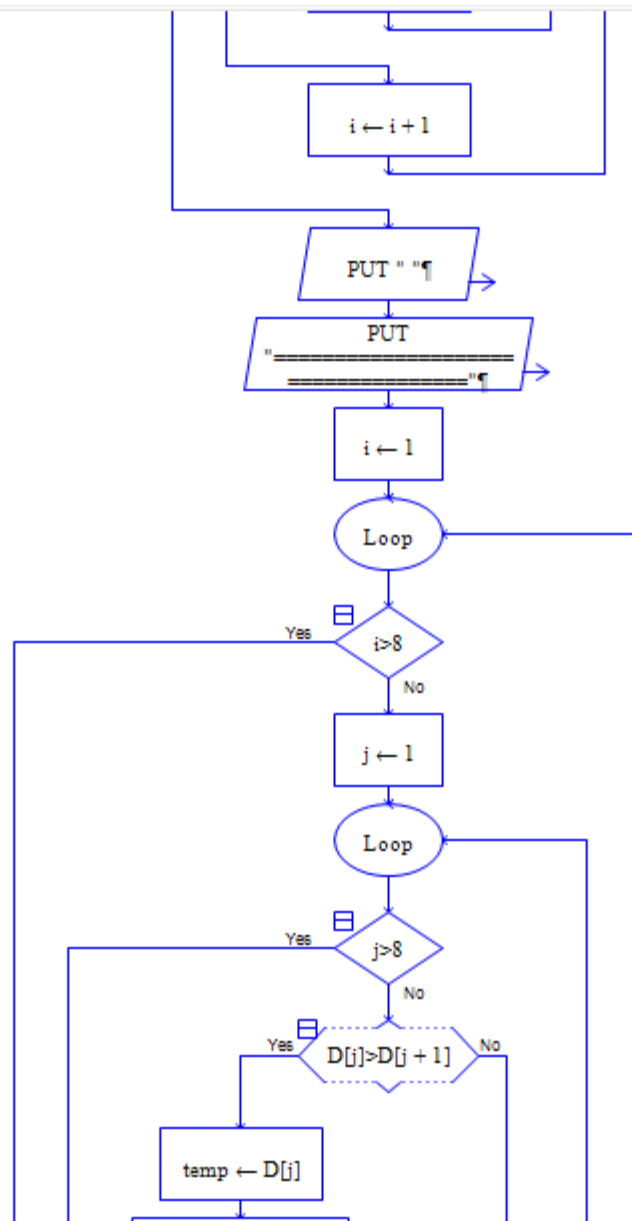 i ← i + 1
PUT " "¶
PUT
"====================
==============="¶
i ← 1
Loop
Yes
i>8
No
j ← 1
Loop
Yes
j>8
No
Yes
D[j]>D[j + 1]
No
temp ← D[j]